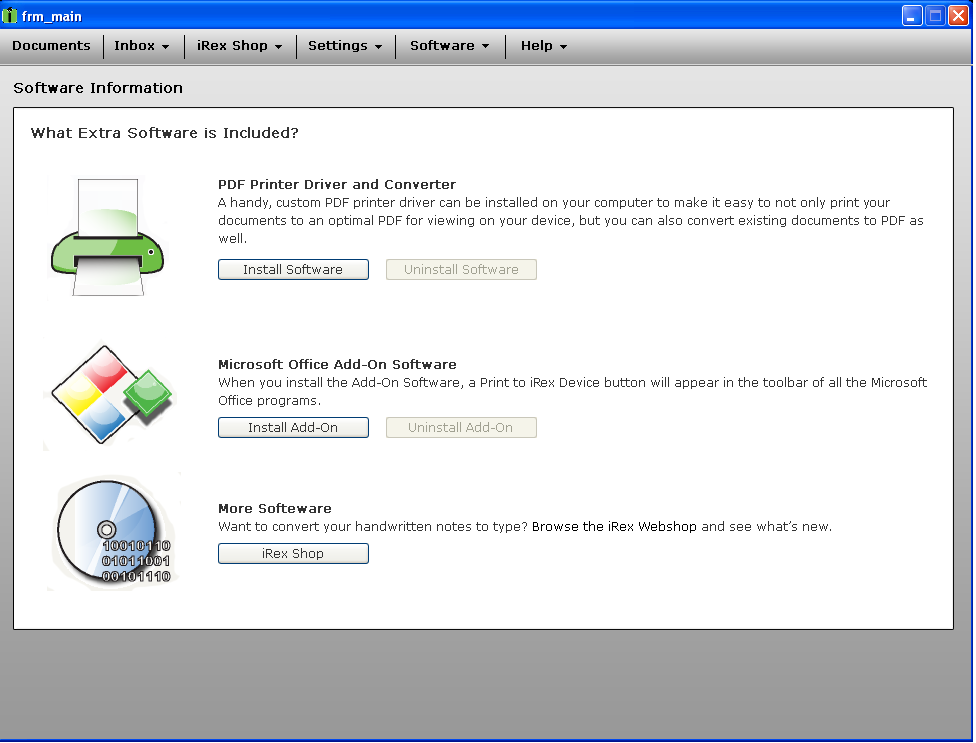 frm_main
Documents Inbox iRex Shop Settings Software Help
Software Information
What Extra Software is Included?
PDF Printer Driver and Converter
A handy, custom PDF printer driver can be installed on your computer to make it easy to not only print your
documents to an optimal PDF for viewing on your device, but you can also convert existing documents to PDF as
well.
Install Software Uninstall Software
Microsoft Office Add-On Software
When you install the Add-On Software, a Print to iRex Device button will appear in the toolbar of all the Microsoft
Office programs.
Install Add-On Uninstall Add-On
More Softeware
Want to convert your handwritten notes to type? Browse the iRex Webshop and see what's new.
iRex Shop
10010110
01011001
00101110